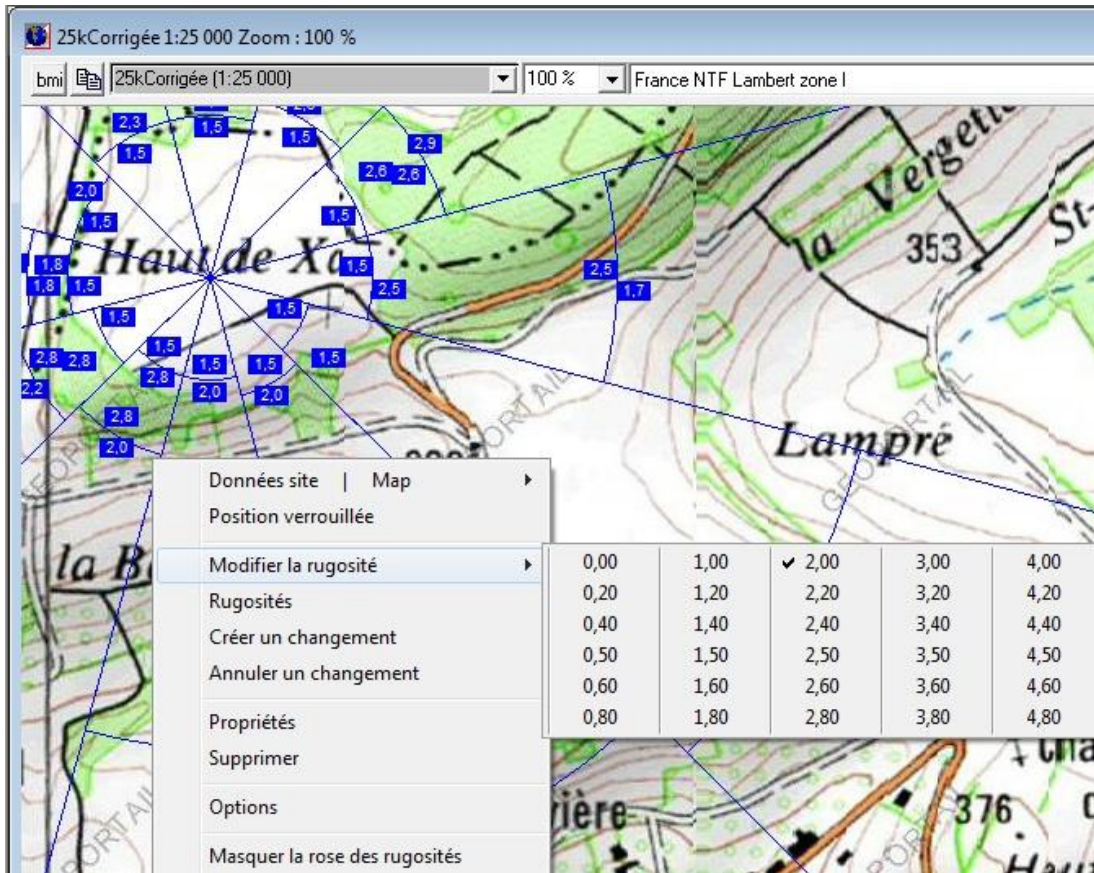 25kCorrigée 1:25 000 Zoom : 100 %
bmi 25kCorrigée (1:25 000) 100 % France NTF Lambert zone I
2,3 1,5 1,5
1,5 2,9
2,6 2,6
2,0
1,5 1,5
la Vergett
353
St-
Haut de Xa
1,8 1,5 2,5
1,8 1,5 2,5 1,7
1,5 1,5
1,5
2,8 2,8 1,5 1,5 1,5
2,2 2,8 2,0 2,0
2,8
2,0
Lampré
GEOPORTAIL
GEOPORTAIL
GEOPORTAIL
la B
Données site | Map
Position verrouillée
Modifier la rugosité
Rugosités
Créer un changement
Annuler un changement
Propriétés
Supprimer
Options
Masquer la rose des rugosités
0,00 1,00 2,00 3,00 4,00
0,20 1,20 2,20 3,20 4,20
0,40 1,40 2,40 3,40 4,40
0,50 1,50 2,50 3,50 4,50
0,60 1,60 2,60 3,60 4,60
0,80 1,80 2,80 3,80 4,80
cha
ière
376
Hau